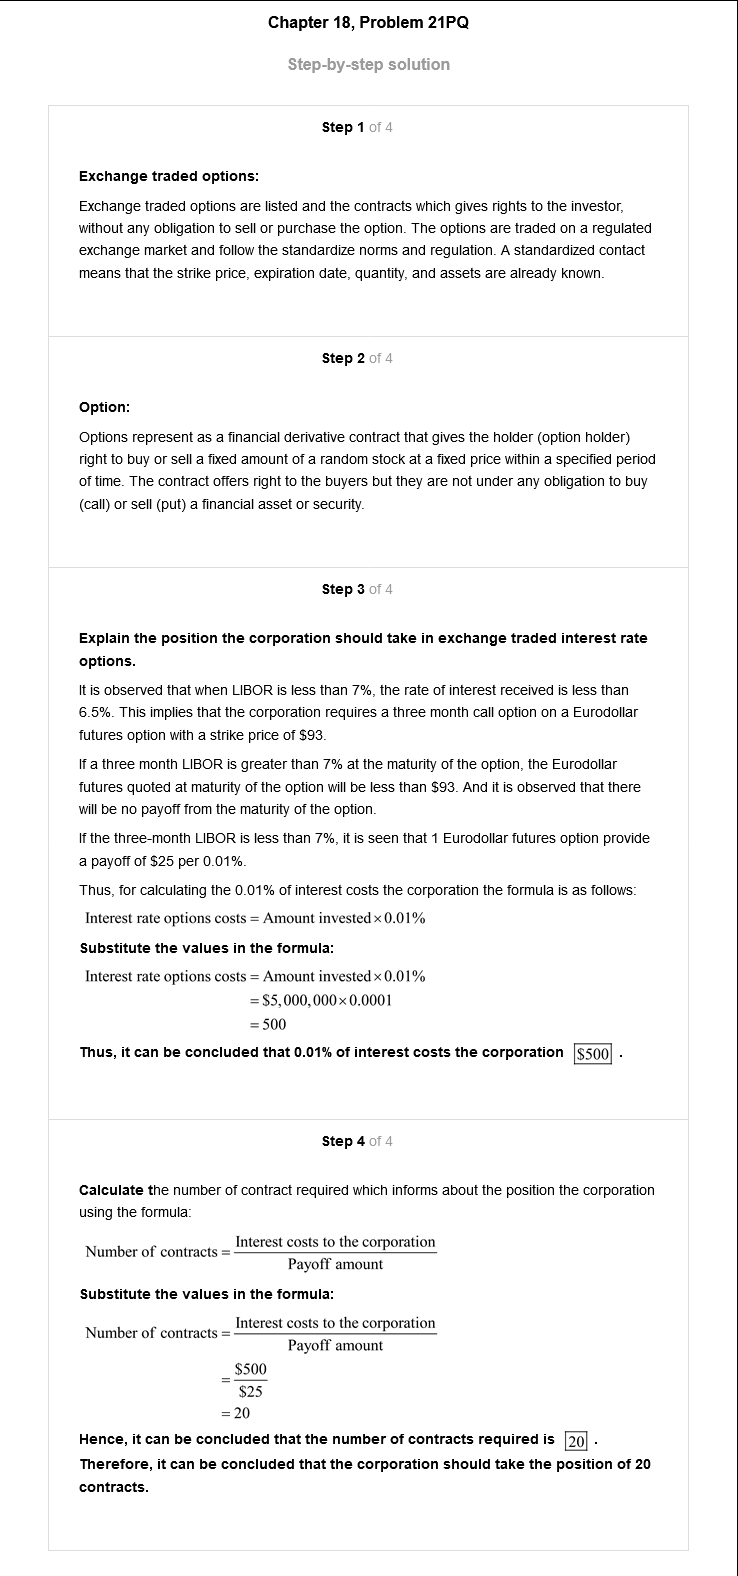 Chapter 18, Problem 21PQ
Step-by-step solution
Step 1 of 4
Exchange traded options:
Exchange traded options are listed and the contracts which gives rights to the investor,
without any obligation to sell or purchase the option. The options are traded on a regulated
exchange market and follow the standardize norms and regulation. A standardized contact
means that the strike price, expiration date, quantity, and assets are already known.
Step 2 of 4
Option:
Options represent as a financial derivative contract that gives the holder (option holder)
right to buy or sell a fixed amount of a random stock at a fixed price within a specified period
of time. The contract offers right to the buyers but they are not under any obligation to buy
(call) or sell (put) a financial asset or security.
Step 3 of 4
Explain the position the corporation should take in exchange traded interest rate
options.
It is observed that when LIBOR is less than 7%, the rate of interest received is less than
6.5%. This implies that the corporation requires a three month call option on a Eurodollar
futures option with a strike price of $93.
If a three month LIBOR is greater than 7% at the maturity of the option, the Eurodollar
futures quoted at maturity of the option will be less than $93. And it is observed that there
will be no payoff from the maturity of the option.
If the three-month LIBOR is less than 7%, it is seen that 1 Eurodollar futures option provide
a payoff of $25 per 0.01%.
Thus, for calculating the 0.01% of interest costs the corporation the formula is as follows:
Interest rate options costs = Amount invested × 0.01%
Substitute the values in the formula:
Interest rate options costs = Amount invested × 0.01%
= $5,000,000 × 0.0001
= 500
Thus, it can be concluded that 0.01% of interest costs the corporation $500 .
Step 4 of 4
Calculate the number of contract required which informs about the position the corporation
using the formula:
Number of contracts = Interest costs to the corporation
Payoff amount
Substitute the values in the formula:
Number of contracts = Interest costs to the corporation
Payoff amount
= $500
$25
= 20
Hence, it can be concluded that the number of contracts required is 20 .
Therefore, it can be concluded that the corporation should take the position of 20
contracts.